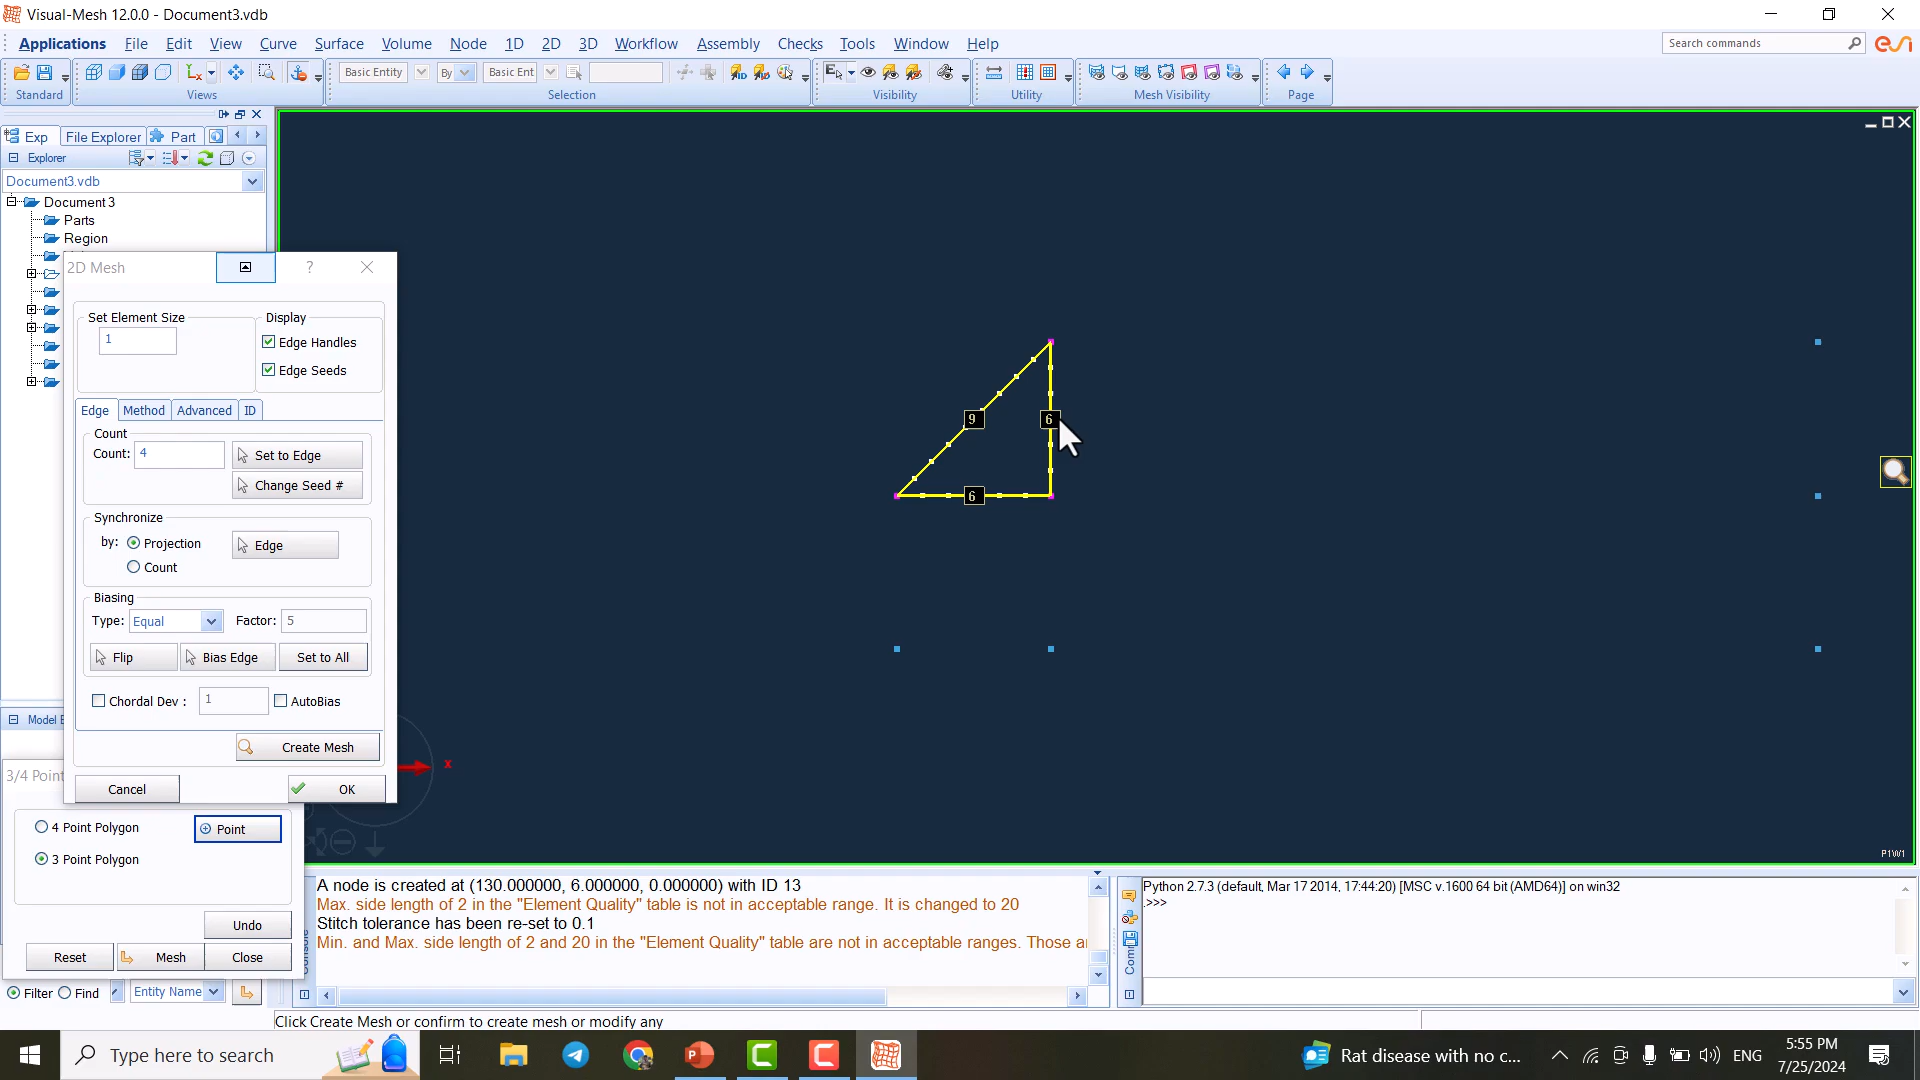 Visual-Mesh 12.0.0 - Document3.vdb
Applications File Edit View Curve Surface Volume Node 1D 2D 3D Workflow Assembly Checks Tools Window Help
Search commands
esi
Basic Entity By Basic Ent
Standard Views Selection Visibility Utility Mesh Visibility Page
Exp File Explorer Part
Explorer
Document3.vdb
Document 3
Parts
Region
2D Mesh ?
Set Element Size
1
Display
Edge Handles
Edge Seeds
Edge Method Advanced ID
Count
Count: 4 Set to Edge
Change Seed #
Synchronize
by: Projection Edge
Count
Biasing
Type: Equal Factor: 5
Flip Bias Edge Set to All
Chordal Dev : 1 AutoBias
Create Mesh
Cancel OK
Model E
3/4 Point
4 Point Polygon Point
3 Point Polygon
Undo
Reset Mesh Close
Filter Find Entity Name
9
6
6
x
P1W1
A node is created at (130.000000, 6.000000, 0.000000) with ID 13
Max. side length of 2 in the "Element Quality" table is not in acceptable range. It is changed to 20
Stitch tolerance has been re-set to 0.1
Min. and Max. side length of 2 and 20 in the "Element Quality" table are not in acceptable ranges. Those a
Python 2.7.3 (default, Mar 17 2014, 17:44:20) [MSC v.1600 64 bit (AMD64)] on win32
.>>>
Comm
Click Create Mesh or confirm to create mesh or modify any
Type here to search
Rat disease with no c...
ENG
5:55 PM
7/25/2024